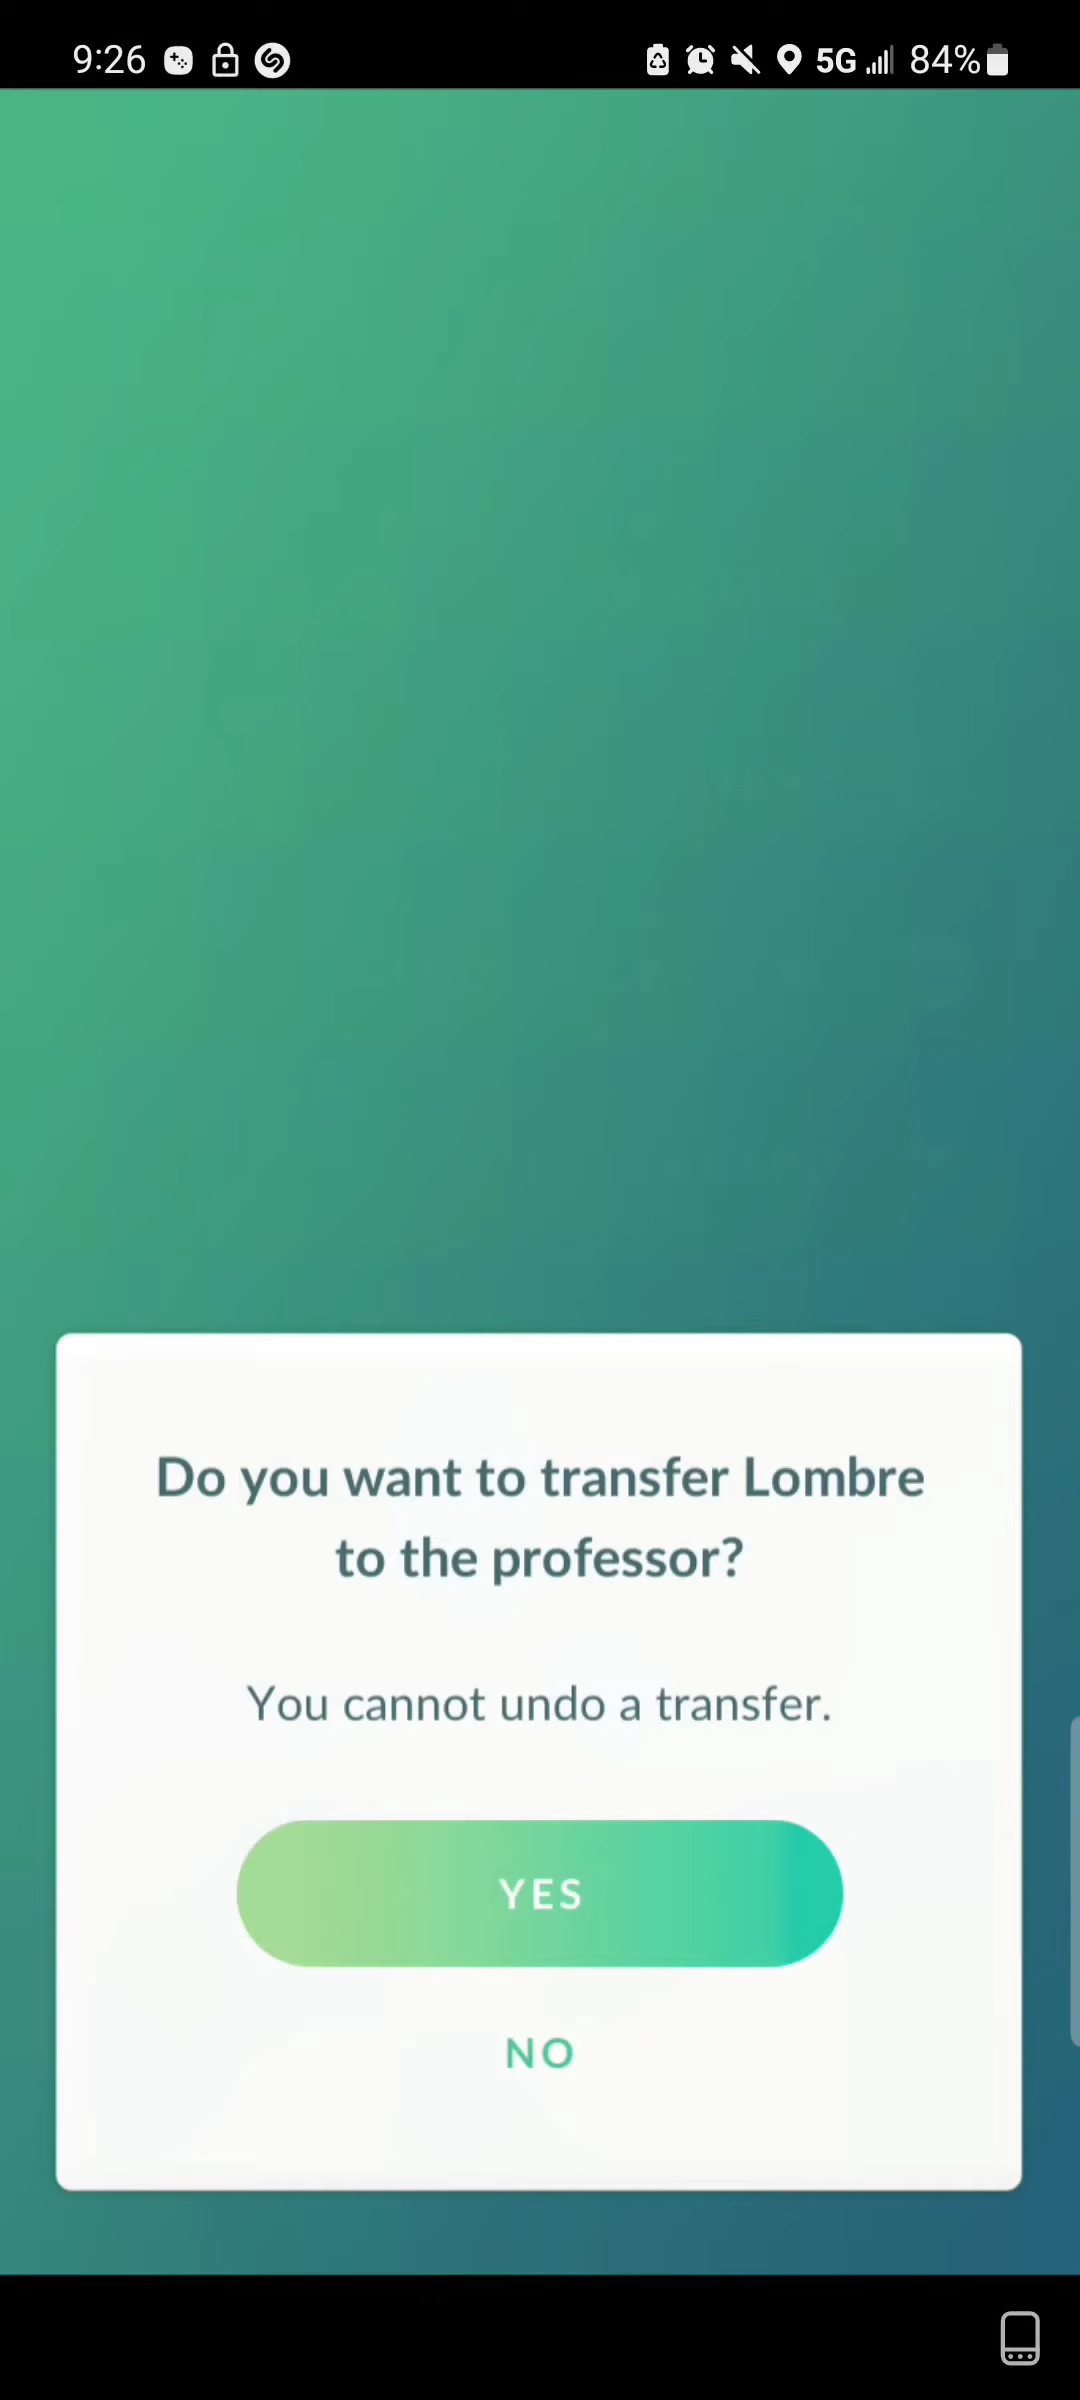 9:26 5G 84%
Do you want to transfer Lombre
to the professor?
You cannot undo a transfer.
YES
NO